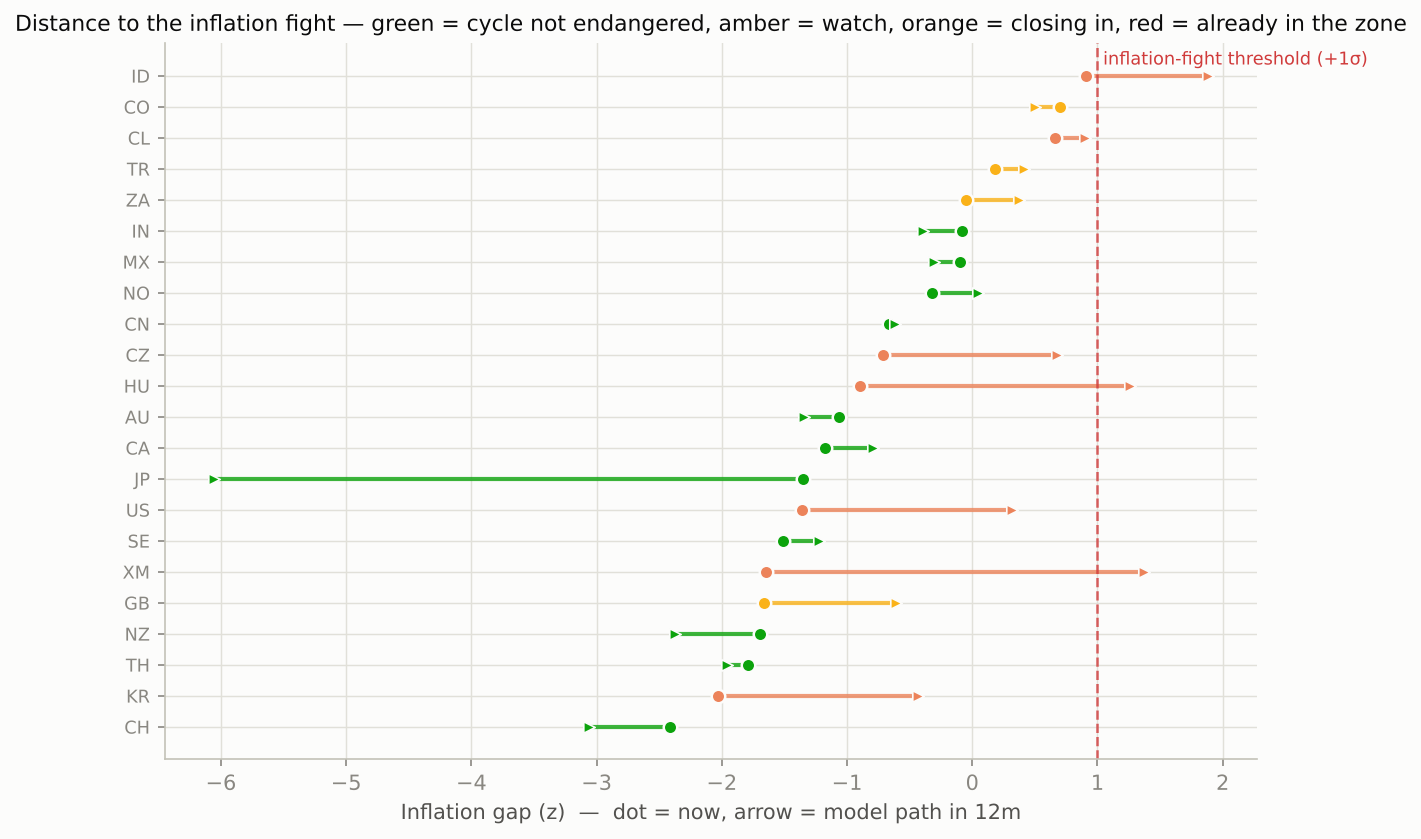 Distance to the inflation fight — green = cycle not endangered, amber = watch, orange = closing in, red = already in the zone
inflation-fight threshold (+1σ)
ID
CO
CL
TR
ZA
IN
MX
NO
CN
CZ
HU
AU
CA
JP
US
SE
XM
GB
NZ
TH
KR
CH
−6 −5 −4 −3 −2 −1 0 1 2
Inflation gap (z) — dot = now, arrow = model path in 12m